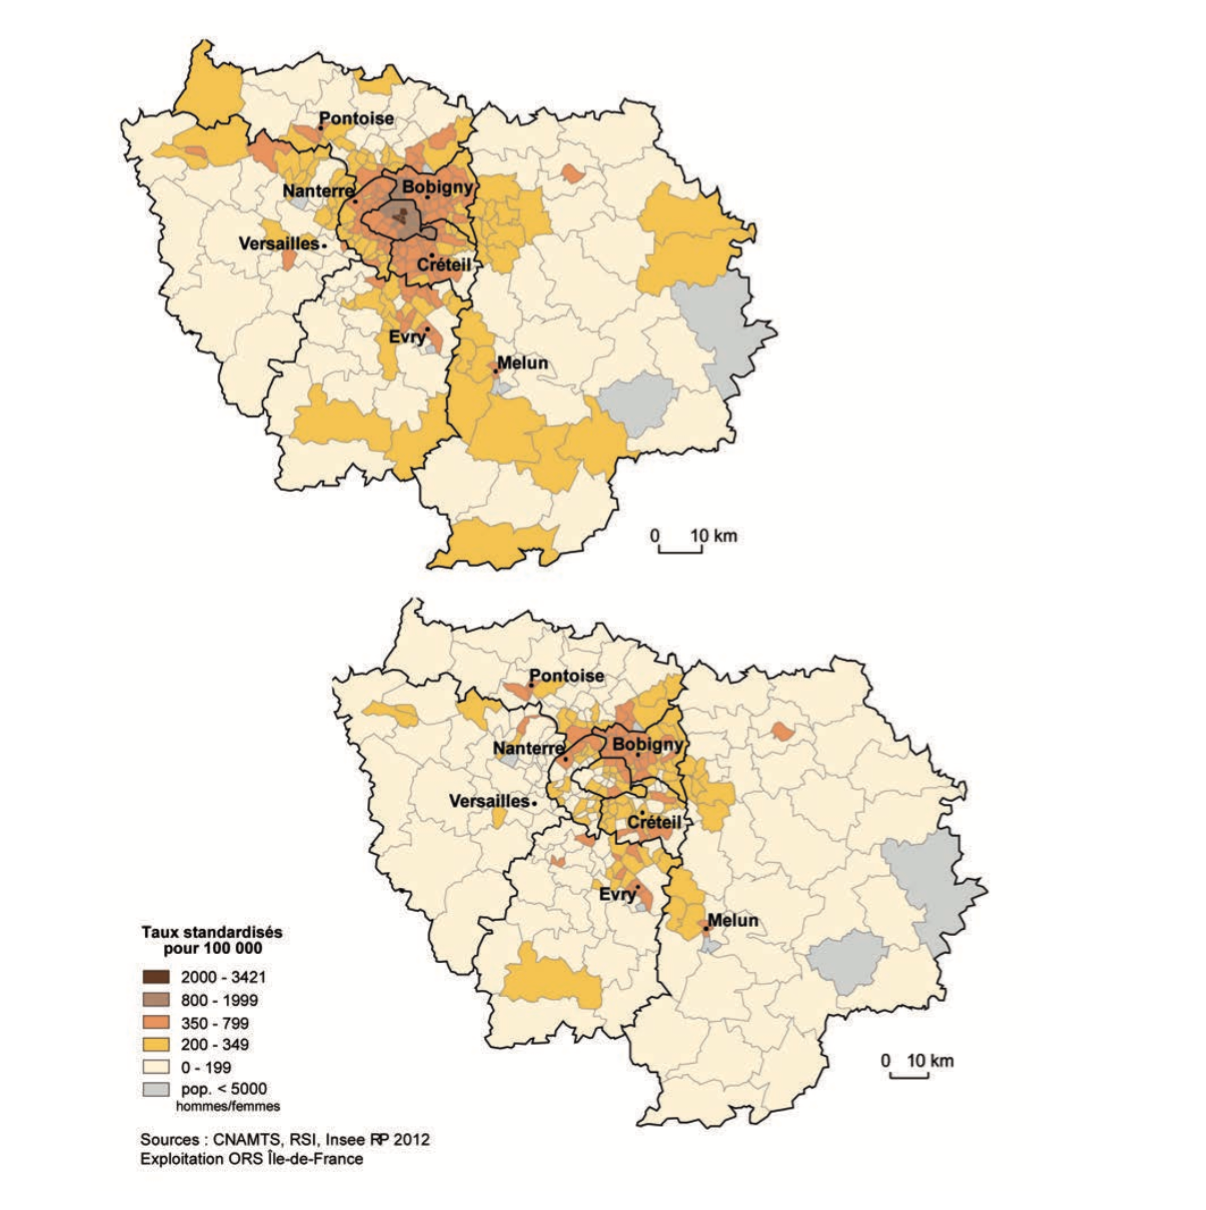 Pontoise
Nanterre
Bobigny
Versailles
Créteil
Evry
Melun
0 10 km
Pontoise
Nanterre
Bobigny
Versailles
Créteil
Evry
Melun
Taux standardisés
pour 100 000
2000 - 3421
800 - 1999
350 - 799
200 - 349
0 - 199
pop. < 5000
hommes/femmes
0 10 km
Sources : CNAMTS, RSI, Insee RP 2012
Exploitation ORS Île-de-France